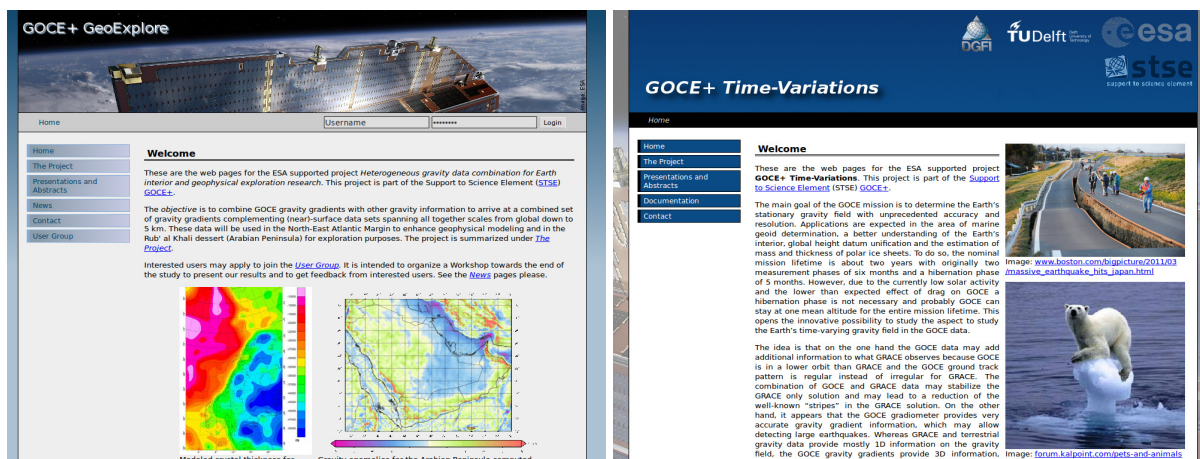 GOCE+ GeoExplore
Image: ESA
Home
Username
Login
Home
The Project
Presentations and
Abstracts
News
Contact
User Group
Welcome
These are the web pages for the ESA supported project Heterogeneous gravity data combination for Earth
interior and geophysical exploration research. This project is part of the Support to Science Element (STSE)
GOCE+.
The objective is to combine GOCE gravity gradients with other gravity information to arrive at a combined set
of gravity gradients complementing (near)-surface data sets spanning all together scales from global down to
5 km. These data will be used in the North-East Atlantic Margin to enhance geophysical modeling and in the
Rub' al Khali dessert (Arabian Peninsula) for exploration purposes. The project is summarized under The
Project.
Interested users may apply to join the User Group. It is intended to organize a Workshop towards the end of
the study to present our results and to get feedback from interested users. See the News pages please.
Modeled crustal thickness for
Gravity anomalies for the Arabian Peninsula computed
DGFI
TUDelft
esa
stse
support to science element
GOCE+ Time-Variations
Home
Home
The Project
Presentations and
Abstracts
Documentation
Contact
Welcome
These are the web pages for the ESA supported project
GOCE+ Time-Variations. This project is part of the Support
to Science Element (STSE) GOCE+.
The main goal of the GOCE mission is to determine the Earth's
stationary gravity field with unprecedented accuracy and
resolution. Applications are expected in the area of marine
geoid determination, a better understanding of the Earth's
interior, global height datum unification and the estimation of
mass and thickness of polar ice sheets. To do so, the nominal
mission lifetime is about two years with originally two
measurement phases of six months and a hibernation phase
of 5 months. However, due to the currently low solar activity
and the lower than expected effect of drag on GOCE a
hibernation phase is not necessary and probably GOCE can
stay at one mean altitude for the entire mission lifetime. This
opens the innovative possibility to study the aspect to study
the Earth's time-varying gravity field in the GOCE data.
The idea is that on the one hand the GOCE data may add
additional information to what GRACE observes because GOCE
is in a lower orbit than GRACE and the GOCE ground track
pattern is regular instead of irregular for GRACE. The
combination of GOCE and GRACE data may stabilize the
GRACE only solution and may lead to a reduction of the
well-known "stripes" in the GRACE solution. On the other
hand, it appears that the GOCE gradiometer provides very
accurate gravity gradient information, which may allow
detecting large earthquakes. Whereas GRACE and terrestrial
gravity data provide mostly 1D information on the gravity
field, the GOCE gravity gradients provide 3D information,
Image: www.boston.com/bigpicture/2011/03
/massive_earthquake_hits_japan.html
Image: forum.kalpoint.com/pets-and-animals